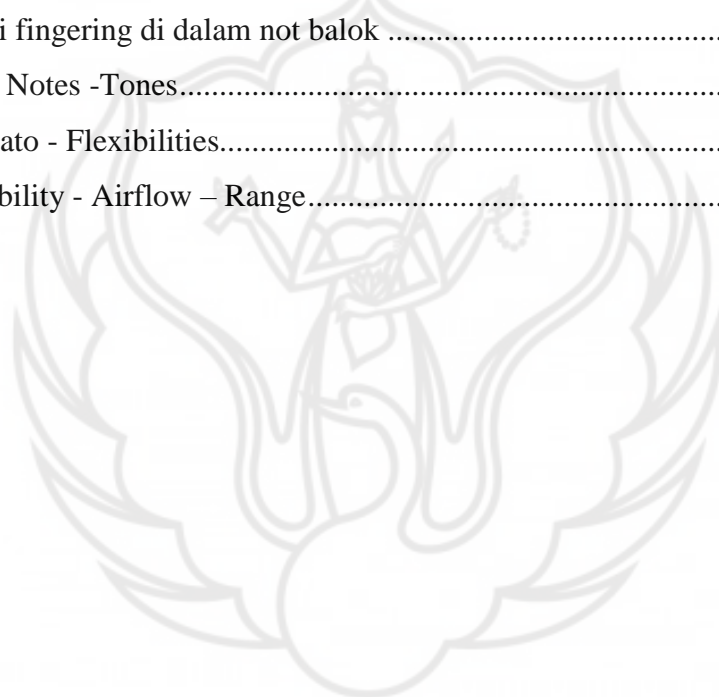 i fingering di dalam not balok ...............................................
Notes -Tones...........................................................................
ato - Flexibilities.....................................................................
bility - Airflow – Range.........................................................